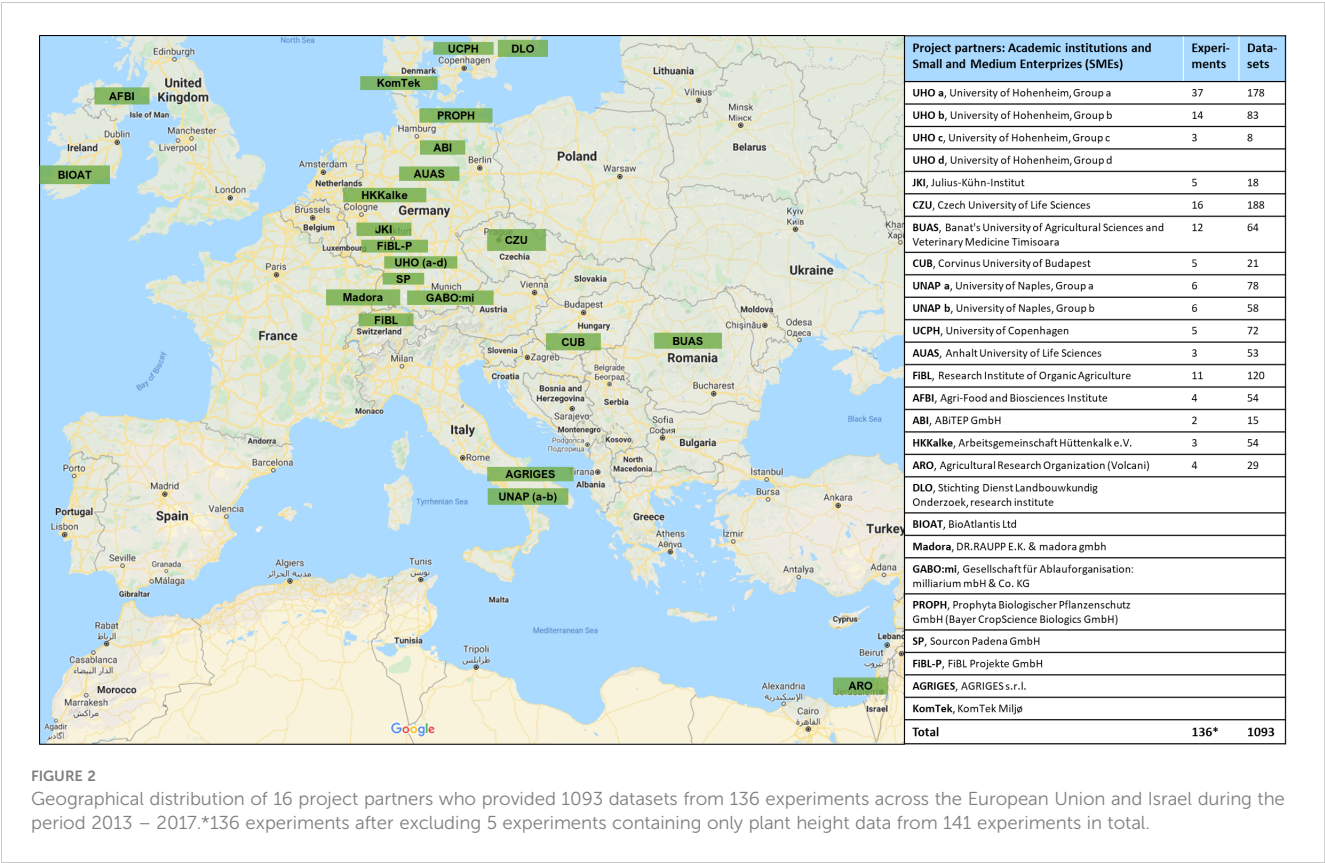 North Sea
Edinburgh
United
Kingdom
AFBI
Isle of Man
Dublin
Ireland
Manchester
Liverpool
BIOAT
London
UCPH
DLO
Copenhagen
Denmark
KomTek
PROPH
Hamburg
ABI
Berlin
Amsterdam
Netherlands
AUAS
HKKalke
Cologne
Brussels
Belgium
Germany
JKI
Luxembourg
FiBL-P
UHO (a-d)
SP
Munich
Madora
GABO:mi
Austria
FiBL
Switzerland
Paris
France
Bay of Biscay
CZU
Czechia
Poland
Warsaw
Lithuania
Vilnius
Minsk
Мінск
Belarus
Kyiv
Київ
Ukraine
Slovakia
Vienna
Budapest
Hungary
CUB
BUAS
Romania
Moldova
Chișinău
Odesa
Одеса
Slovenia
Zagreb
Croatia
Milan
Belgrade
Београд
Bosnia and
Herzegovina
Serbia
Bucharest
Sarajevo
Montenegro
Podgorica
Подгорица
Kosovo
Sofia
София
Bulgaria
North
Macedonia
Black Sea
Monaco
Italy
Rome
Andorra
Barcelona
Porto
Madrid
Portugal
Lisbon
Spain
Valencia
Seville
Granada
Málaga
Gibraltar
AGRIGES
UNAP (a-b)
Albania
Tyrrhenian Sea
Greece
Athens
Αθήνα
İstanbul
Bursa
Ankara
Turkey
İzmir
Antalya
Adana
Algiers
مدينة الجزائر
Tunis
تونس
Malta
Mediterranean Sea
Cyprus
Beirut
بيروت
Rabat
الرباط
Casablanca
الدار البيضاء
Morocco
Marrakesh
مراكش
Agadir
أكادير
Tunisia
Tripoli
طرابلس
Alexandria
الإسكندرية
Cairo
القاهرة
ARO
Israel
Google
Project partners: Academic institutions and Experi- Data-
Small and Medium Enterprizes (SMEs) ments sets
UHO a, University of Hohenheim, Group a 37 178
UHO b, University of Hohenheim, Group b 14 83
UHO c, University of Hohenheim, Group c 3 8
UHO d, University of Hohenheim, Group d
JKI, Julius-Kühn-Institut 5 18
CZU, Czech University of Life Sciences 16 188
BUAS, Banat's University of Agricultural Sciences and 12 64
Veterinary Medicine Timisoara
CUB, Corvinus University of Budapest 5 21
UNAP a, University of Naples, Group a 6 78
UNAP b, University of Naples, Group b 6 58
UCPH, University of Copenhagen 5 72
AUAS, Anhalt University of Life Sciences 3 53
FiBL, Research Institute of Organic Agriculture 11 120
AFBI, Agri-Food and Biosciences Institute 4 54
ABI, ABiTEP GmbH 2 15
HKKalke, Arbeitsgemeinschaft Hüttenkalk e.V. 3 54
ARO, Agricultural Research Organization (Volcani) 4 29
DLO, Stichting Dienst Landbouwkundig
Onderzoek, research institute
BIOAT, BioAtlantis Ltd
Madora, DR.RAUPP E.K. & madora gmbh
GABO:mi, Gesellschaft für Ablauforganisation:
milliarium mbH & Co. KG
PROPH, Prophyta Biologischer Pflanzenschutz
GmbH (Bayer CropScience Biologics GmbH)
SP, Sourcon Padena GmbH
FiBL-P, FiBL Projekte GmbH
AGRIGES, AGRIGES s.r.l.
KomTek, KomTek Miljø
Total 136* 1093
FIGURE 2
Geographical distribution of 16 project partners who provided 1093 datasets from 136 experiments across the European Union and Israel during the
period 2013 – 2017.*136 experiments after excluding 5 experiments containing only plant height data from 141 experiments in total.